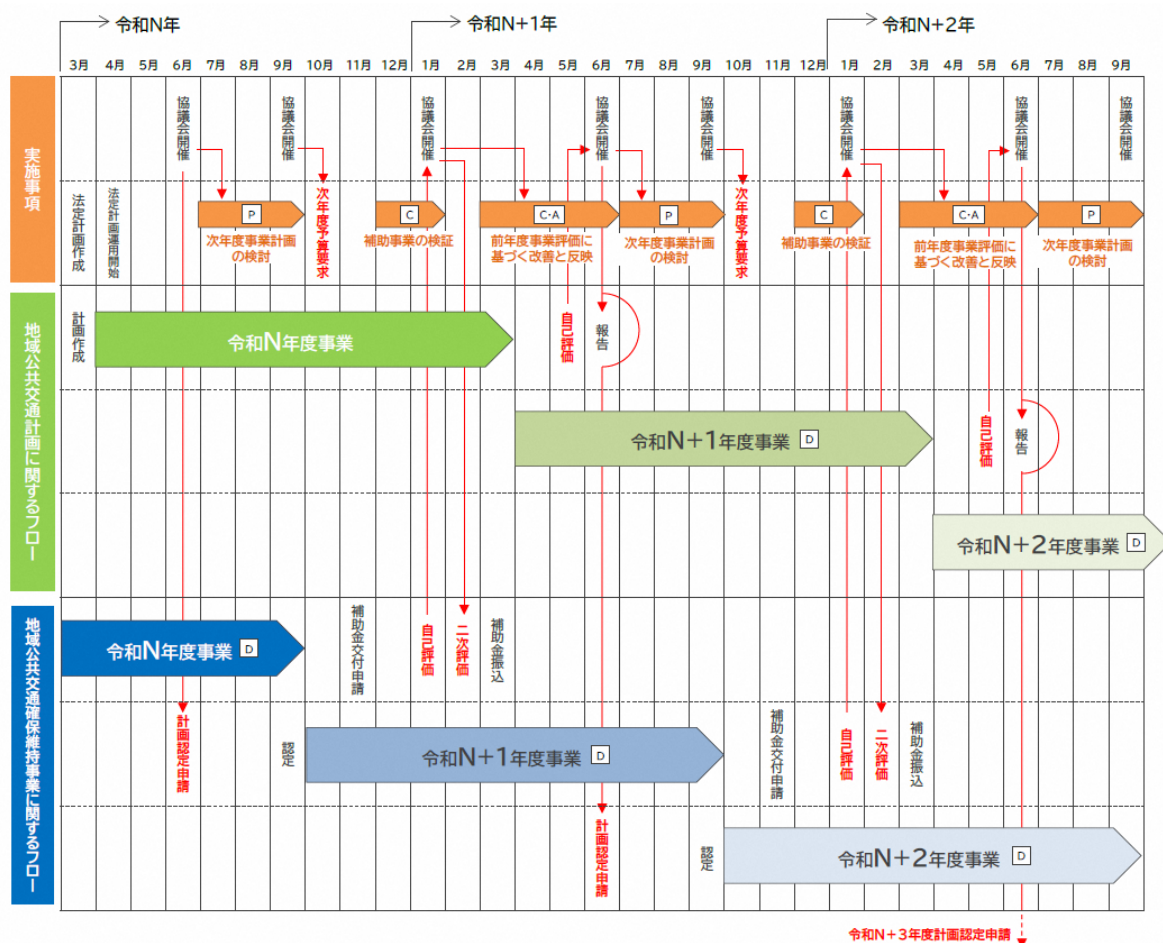 令和N年
令和N+1年
令和N+2年
3月 4月 5月 6月 7月 8月 9月 10月 11月 12月 1月 2月 3月 4月 5月 6月 7月 8月 9月 10月 11月 12月 1月 2月 3月 4月 5月 6月 7月 8月 9月
実施事項
協議会開催
協議会開催
協議会開催
協議会開催
協議会開催
協議会開催
協議会開催
協議会開催
法定計画作成
法定計画運用開始
P
次年度事業計画
の検討
次年度予算要求
C
補助事業の検証
C・A
前年度事業評価に
基づく改善と反映
P
次年度事業計画
の検討
次年度予算要求
C
補助事業の検証
C・A
前年度事業評価に
基づく改善と反映
P
次年度事業計画
の検討
地域公共交通計画に関するフロー
計画作成
令和N年度事業
自己評価
報告
令和N+1年度事業 D
自己評価
報告
令和N+2年度事業 D
地域公共交通確保維持事業に関するフロー
令和N年度事業 D
補助金交付申請
自己評価
二次評価
補助金振込
計画認定申請
認定
令和N+1年度事業 D
補助金交付申請
自己評価
二次評価
補助金振込
計画認定申請
認定
令和N+2年度事業 D
令和N+3年度計画認定申請